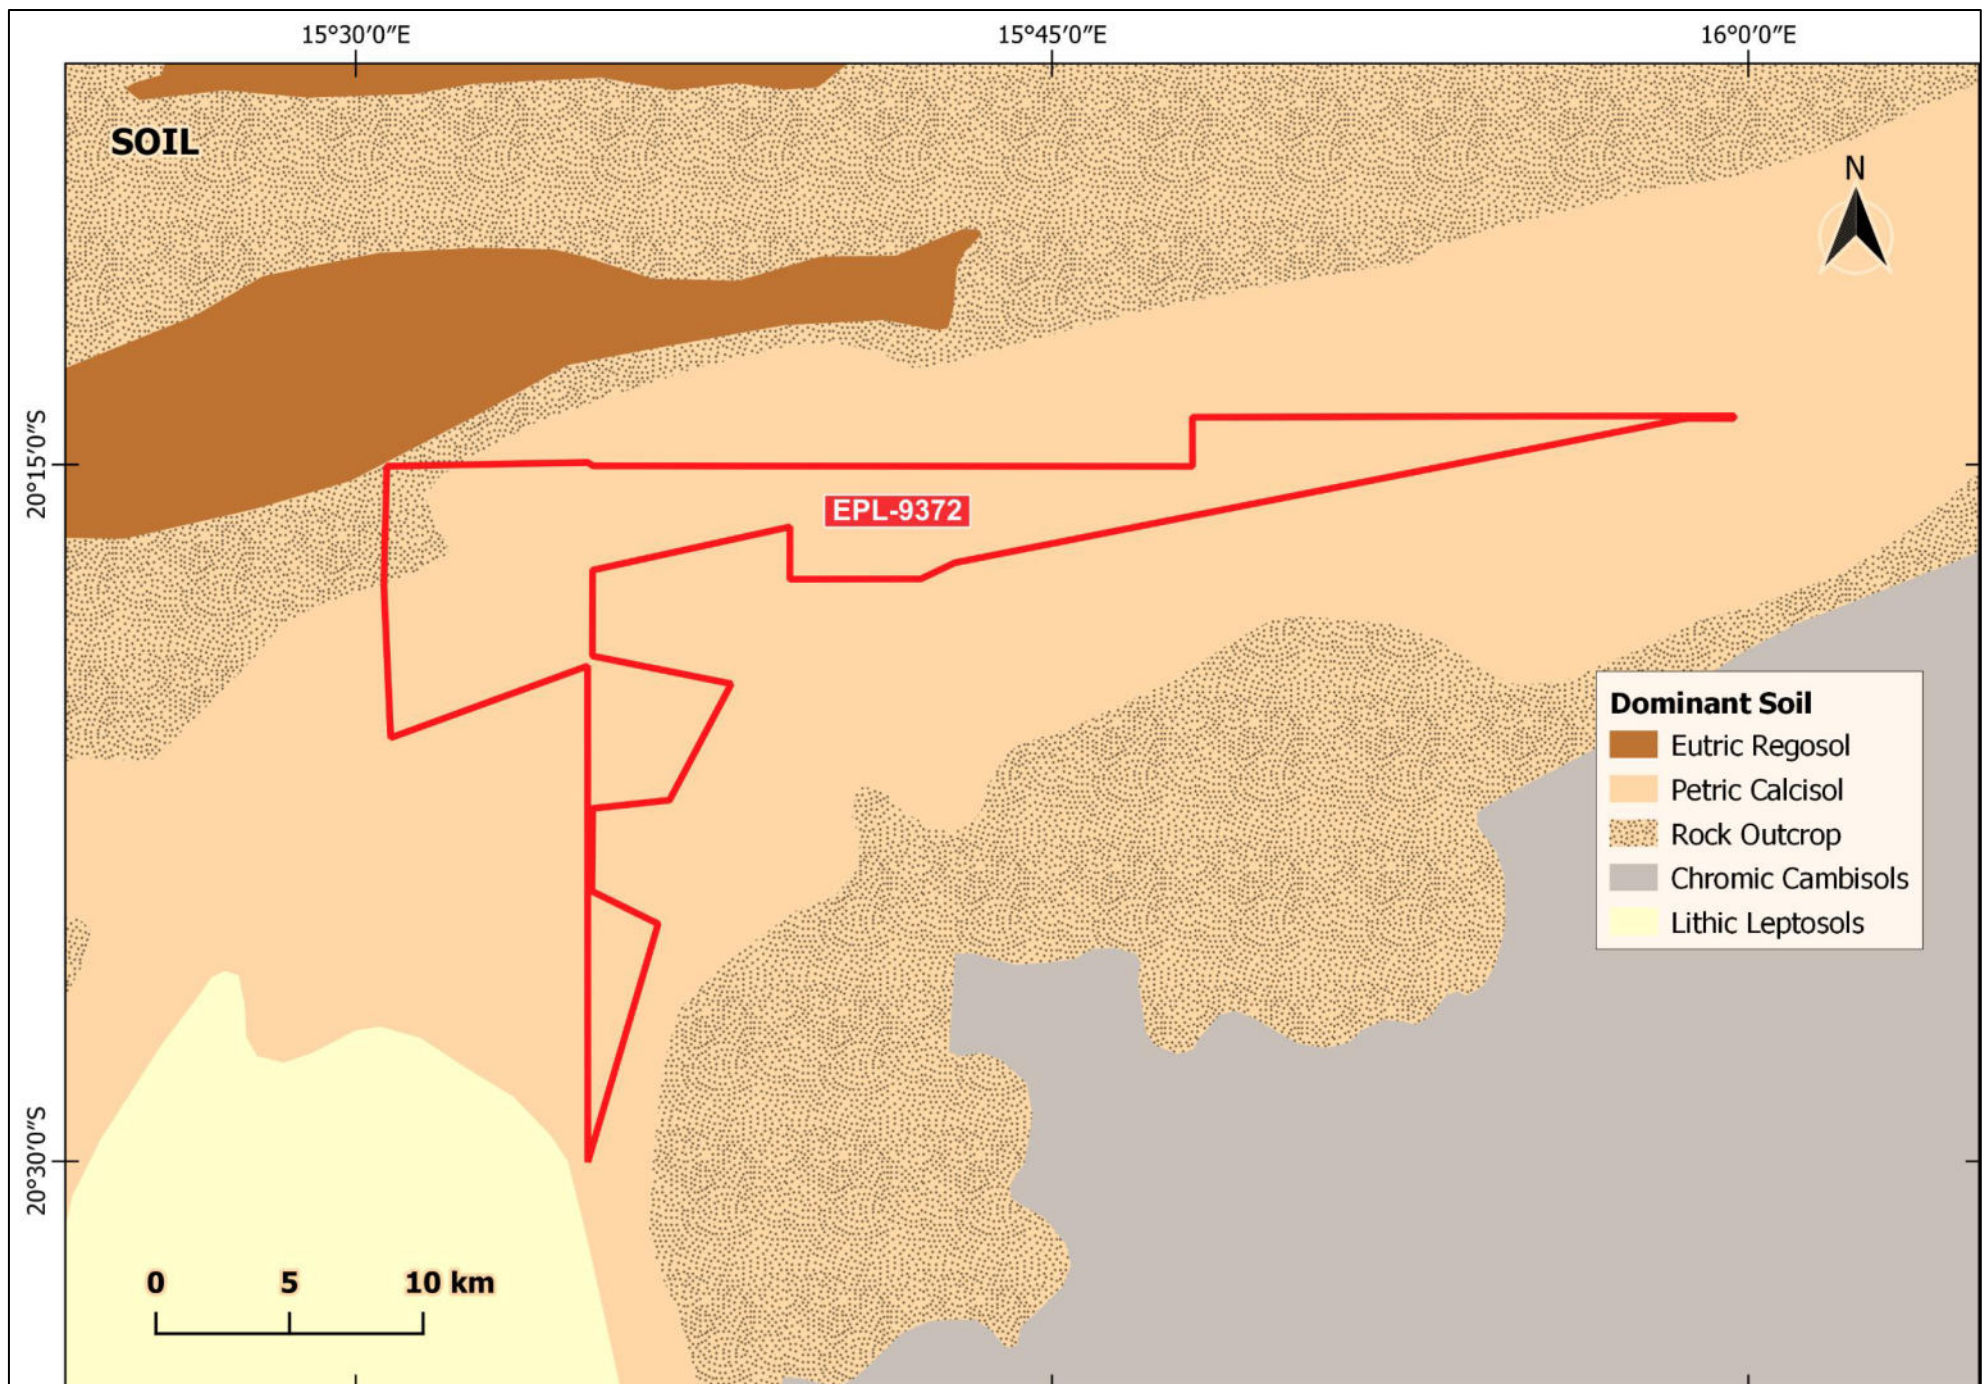 15°30′0″E 15°45′0″E 16°0′0″E
SOIL
N
20°15′0″S
EPL-9372
Dominant Soil
Eutric Regosol
Petric Calcisol
Rock Outcrop
Chromic Cambisols
Lithic Leptosols
20°30′0″S
0 5 10 km